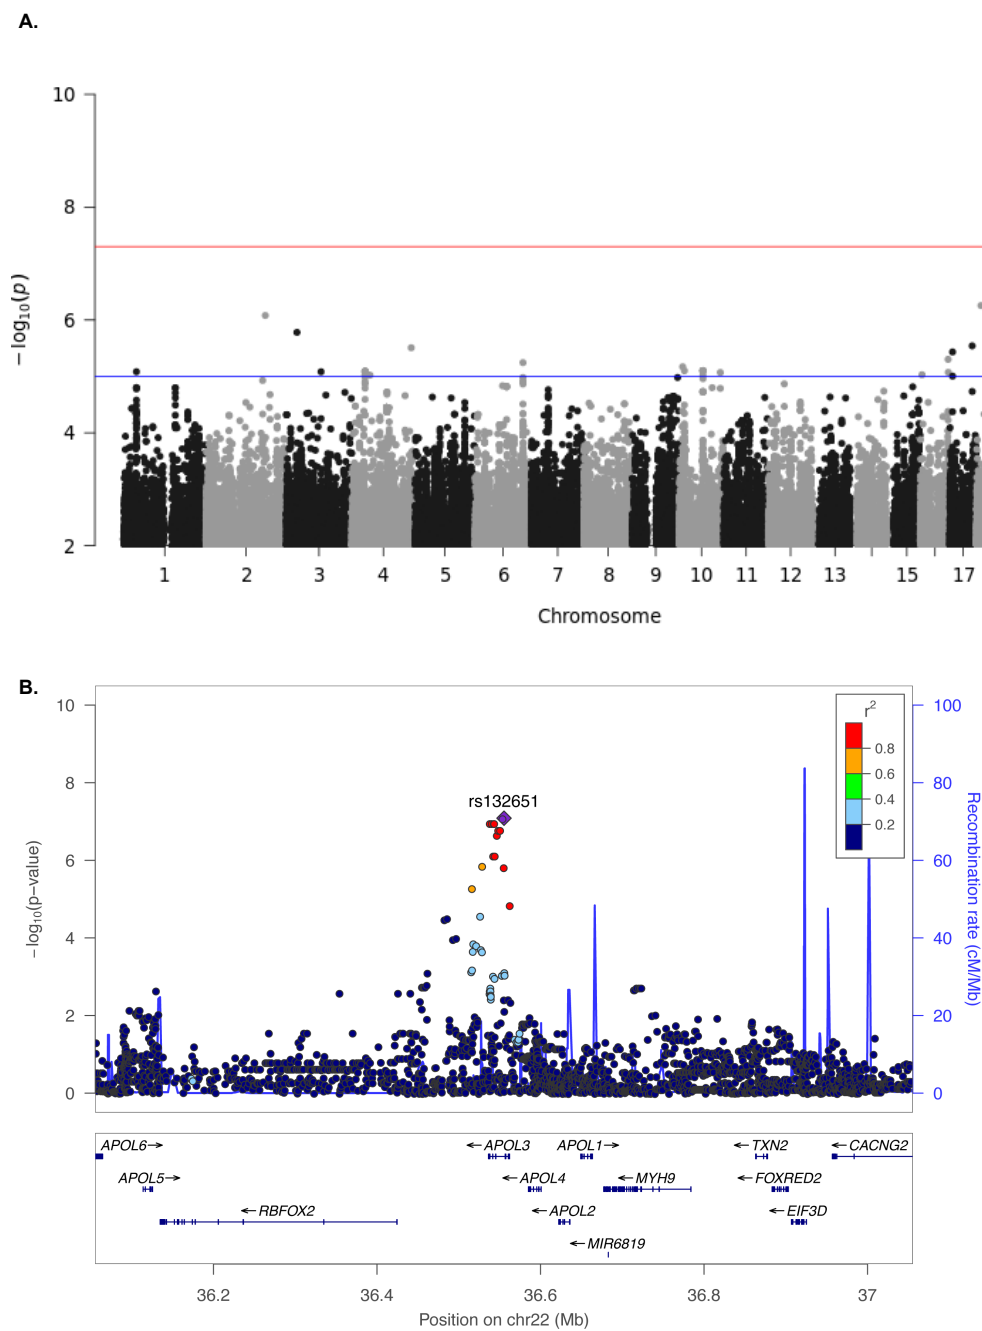 A.
10
8
6
4
2
−log10(p)
1 2 3 4 5 6 7 8 9 10 11 12 13 15 17
Chromosome
B.
10
8
6
4
2
0
−log10(p−value)
100
80
60
40
20
0
Recombination rate (cM/Mb)
r2
0.8
0.6
0.4
0.2
rs132651
APOL6→ ←APOL3 APOL1→ ←TXN2 ←CACNG2
APOL5→ ←APOL4 ←MYH9 ←FOXRED2
←RBFOX2 ←APOL2 ←EIF3D
←MIR6819
36.2 36.4 36.6 36.8 37
Position on chr22 (Mb)